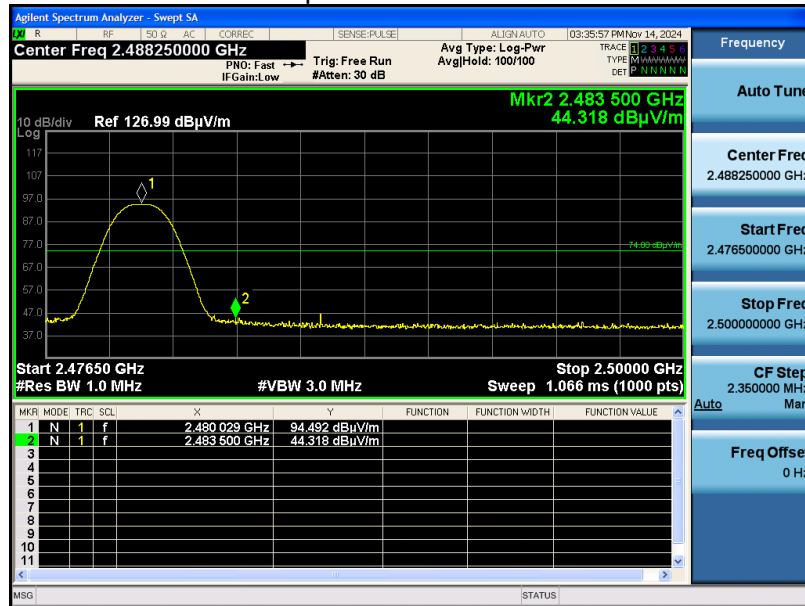 Agilent Spectrum Analyzer - Swept SA
LXI R RF 50 Ω AC CORREC SENSE:PULSE ALIGN AUTO 03:35:57 PM Nov 14, 2024
Center Freq 2.488250000 GHz
PNO: Fast
IFGain:Low
Trig: Free Run
#Atten: 30 dB
Avg Type: Log-Pwr
Avg|Hold: 100/100
TRACE 1 2 3 4 5 6
TYPE M WWWWW
DET P N N N N N
Mkr2 2.483 500 GHz
44.318 dBµV/m
10 dB/div Ref 126.99 dBµV/m
Log
117
107
97.0
87.0
77.0
67.0
57.0
47.0
37.0
1
2
74.00 dBµV/m
Start 2.47650 GHz Stop 2.50000 GHz
#Res BW 1.0 MHz #VBW 3.0 MHz Sweep 1.066 ms (1000 pts)
MKR MODE TRC SCL X Y FUNCTION FUNCTION WIDTH FUNCTION VALUE
1 N 1 f 2.480 029 GHz 94.492 dBµV/m
2 N 1 f 2.483 500 GHz 44.318 dBµV/m
3
4
5
6
7
8
9
10
11
MSG STATUS
Frequency
Auto Tune
Center Freq
2.488250000 GHz
Start Freq
2.476500000 GHz
Stop Freq
2.500000000 GHz
CF Step
2.350000 MHz
Auto Man
Freq Offset
0 Hz